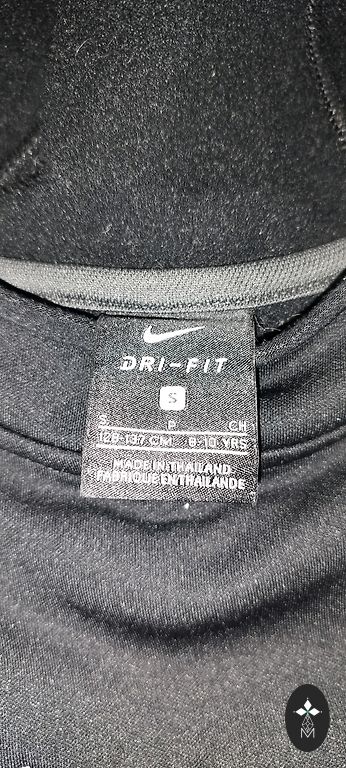 DRI-FIT
S
S P CH
128-137 CM 8-10 YRS
MADE IN THAILAND
FABRIQUE EN THAILANDE